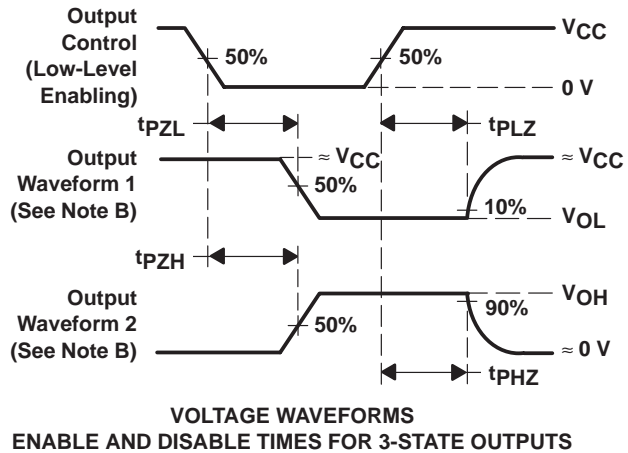 Output
Control
(Low-Level
Enabling)
50%
50%
VCC
0 V
tPZL
tPLZ
Output
Waveform 1
(See Note B)
≈ VCC
50%
≈ VCC
10%
VOL
tPZH
Output
Waveform 2
(See Note B)
50%
VOH
90%
≈ 0 V
tPHZ
VOLTAGE WAVEFORMS
ENABLE AND DISABLE TIMES FOR 3-STATE OUTPUTS